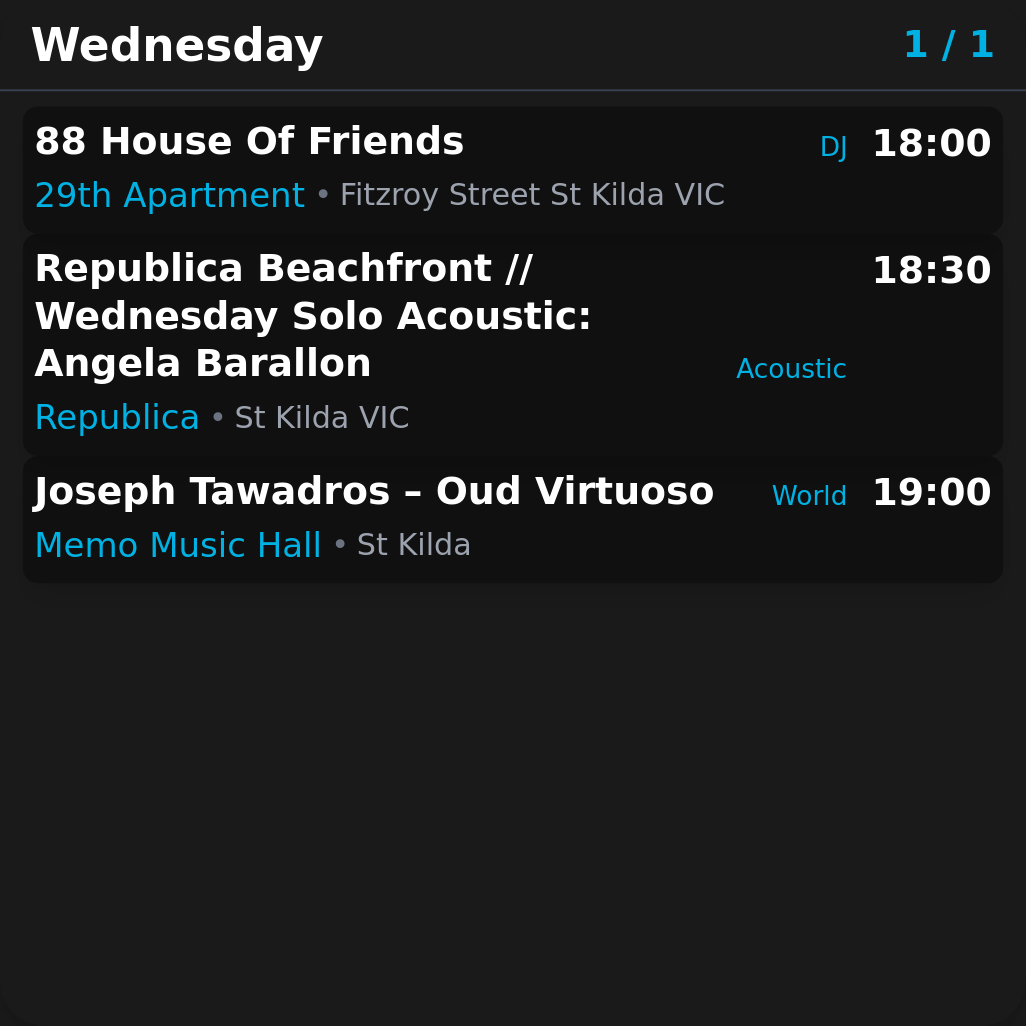 Wednesday 1 / 1
88 House Of Friends DJ 18:00
29th Apartment • Fitzroy Street St Kilda VIC
Republica Beachfront // 18:30
Wednesday Solo Acoustic:
Angela Barallon Acoustic
Republica • St Kilda VIC
Joseph Tawadros – Oud Virtuoso World 19:00
Memo Music Hall • St Kilda